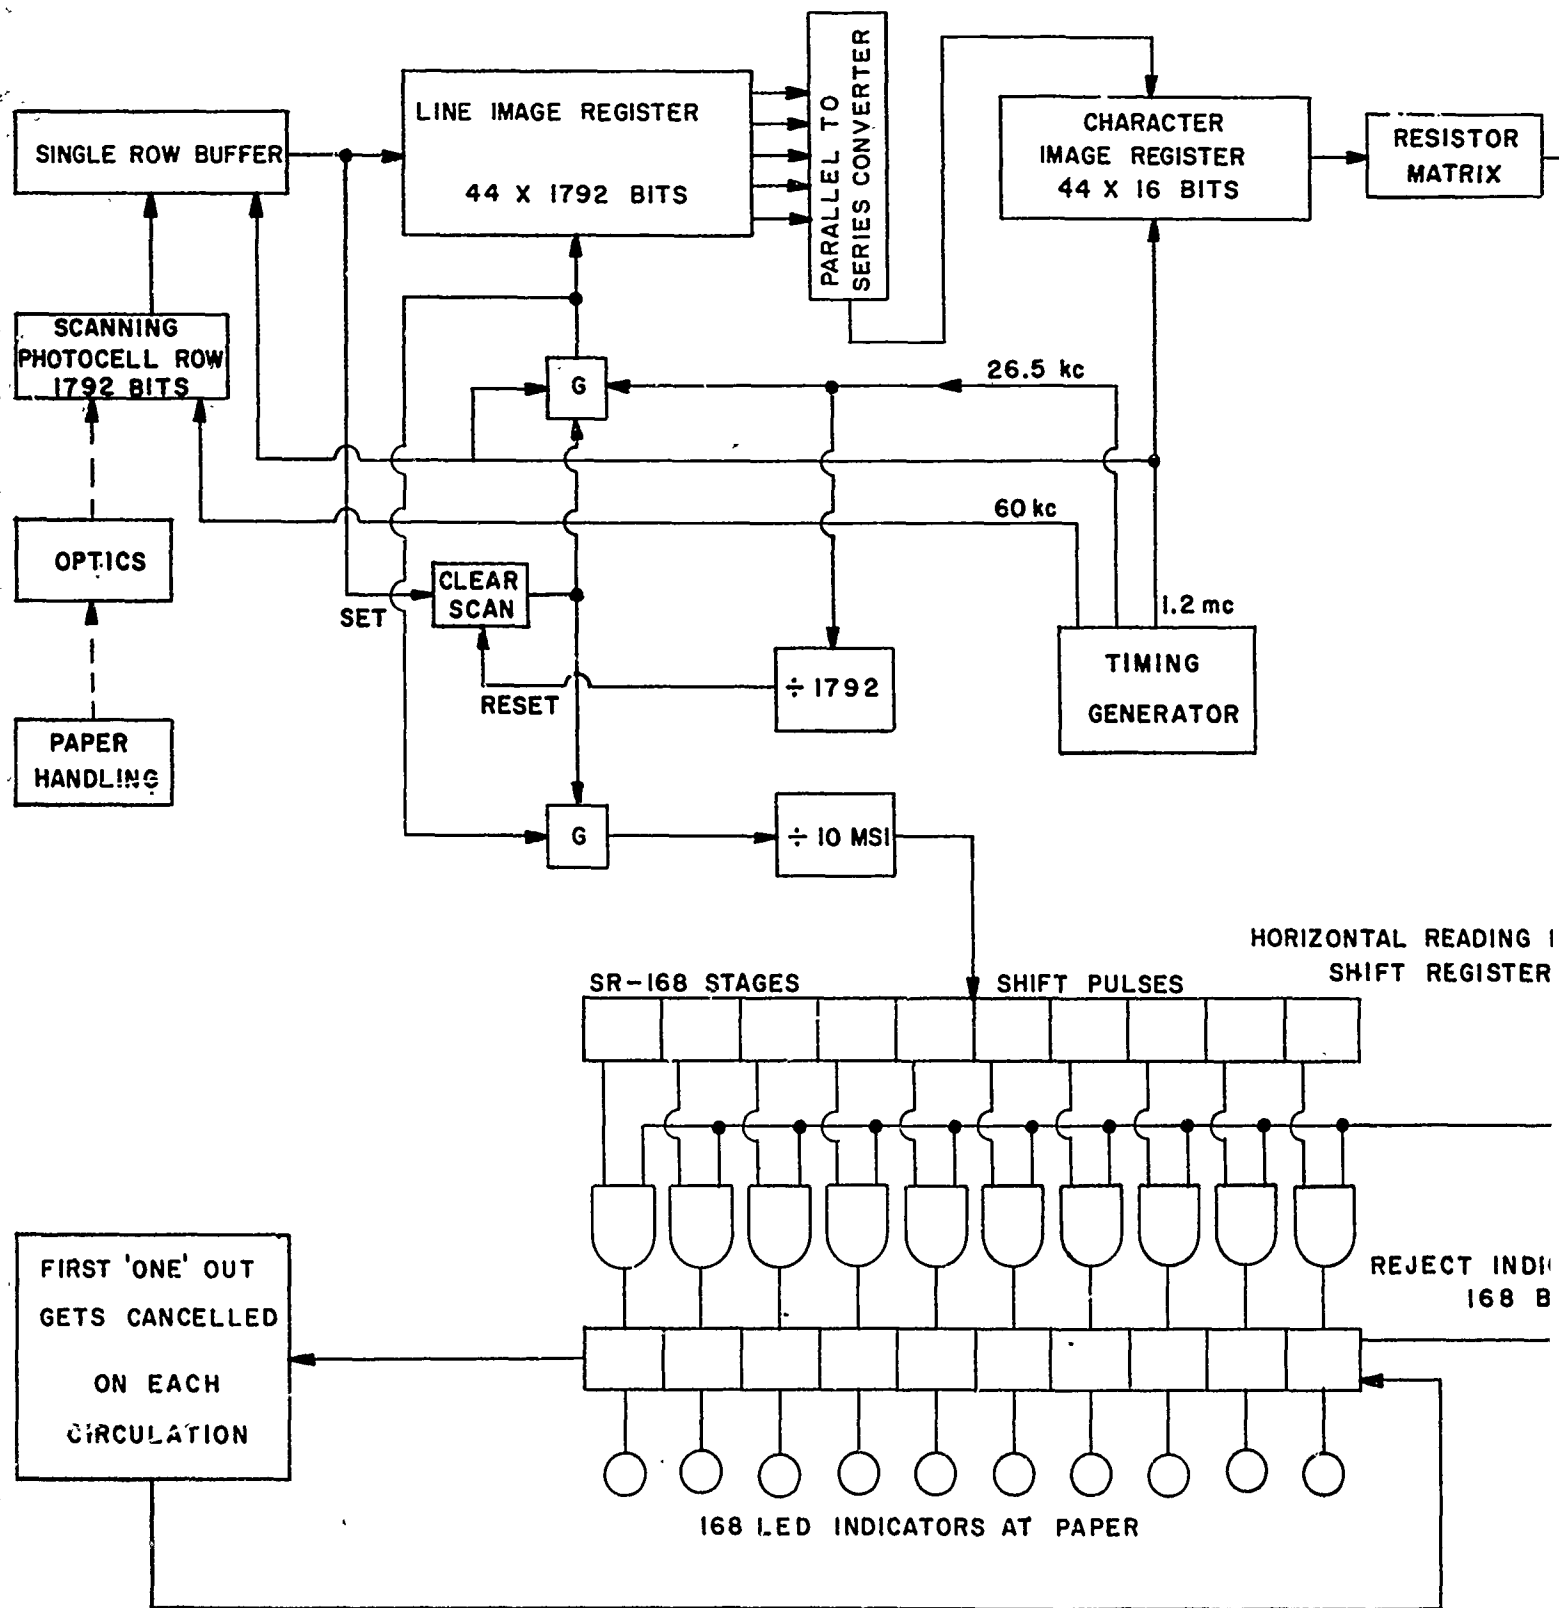 LINE IMAGE REGISTER
44 X 1792 BITS
PARALLEL TO
SERIES CONVERTER
CHARACTER
IMAGE REGISTER
44 X 16 BITS
RESISTOR
MATRIX
SINGLE ROW BUFFER
SCANNING
PHOTOCELL ROW
1792 BITS
G
26.5 kc
60 kc
OPTICS
CLEAR
SCAN
SET
RESET
÷ 1792
1.2 mc
TIMING
GENERATOR
PAPER
HANDLING
G
÷ 10 MSI
HORIZONTAL READING
SHIFT REGISTER
SR-168 STAGES
SHIFT PULSES
FIRST 'ONE' OUT
GETS CANCELLED
ON EACH
CIRCULATION
REJECT
168
168 LED INDICATORS AT PAPER